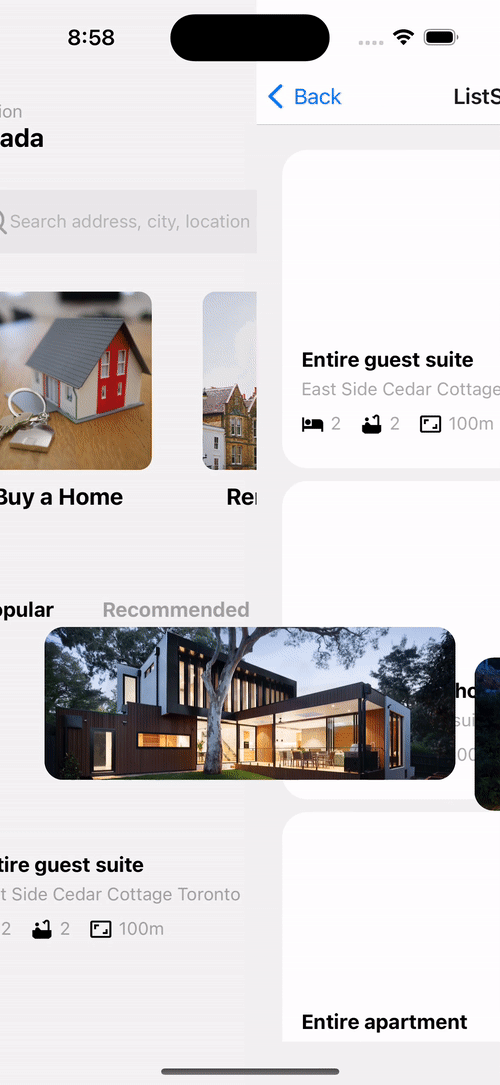 8:58
Back
ListS
ion
ada
Search address, city, location
Entire guest suite
East Side Cedar Cottage
2 2 100m
Buy a Home
Re
opular
Recommended
ho
sui
00
tire guest suite
t Side Cedar Cottage Toronto
2 2 100m
Entire apartment